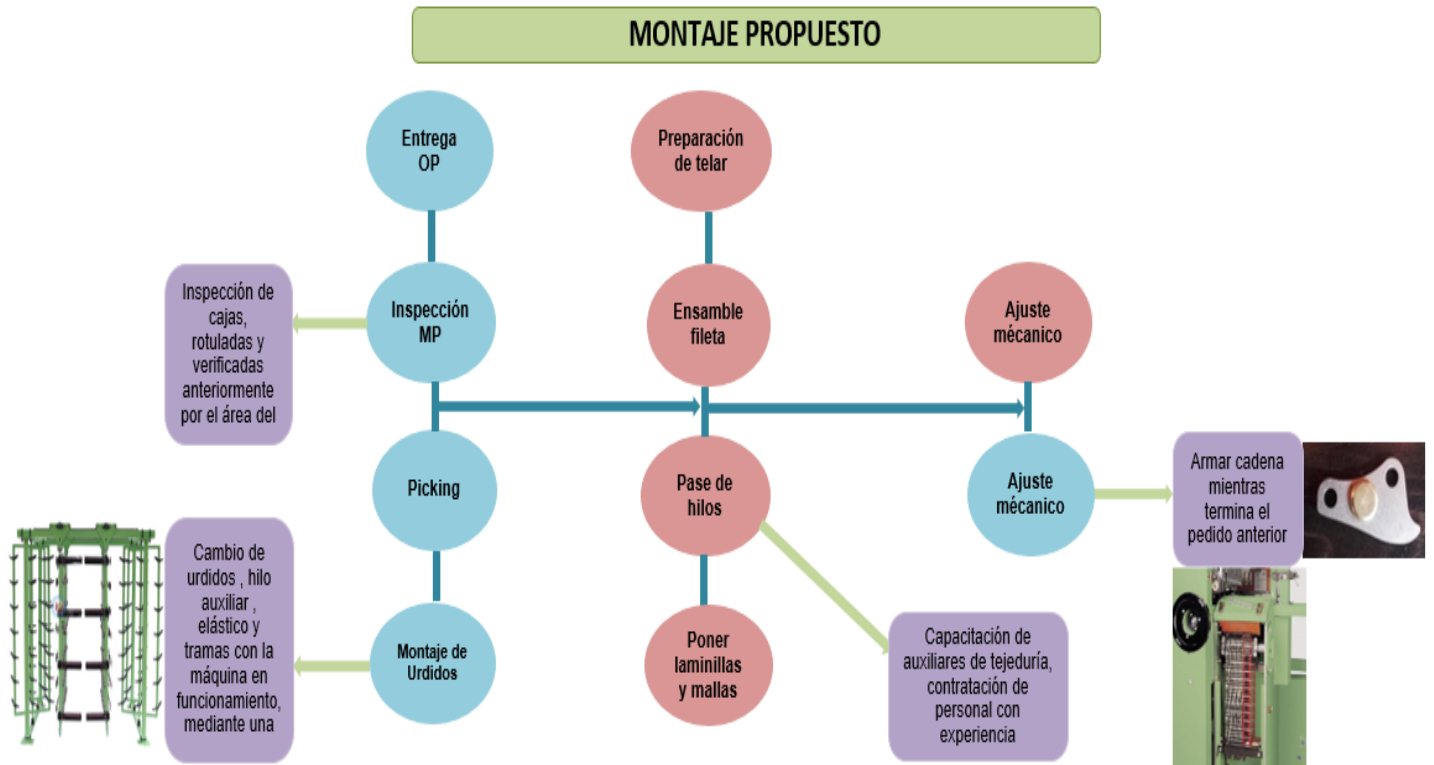 MONTAJE PROPUESTO
Entrega
OP
Preparación
de telar
Inspección de
cajas,
rotuladas y
verificadas
anteriormente
por el área del
Inspección
MP
Ensamble
fileta
Ajuste
mécanico
Picking
Pase de
hilos
Ajuste
mécanico
Armar cadena
mientras
termina el
pedido anterior
Cambio de
urdidos , hilo
auxiliar ,
elástico y
tramas con la
máquina en
funcionamiento,
mediante una
Montaje de
Urdidos
Poner
laminillas
y mallas
Capacitación de
auxiliares de tejeduría,
contratación de
personal con
experiencia